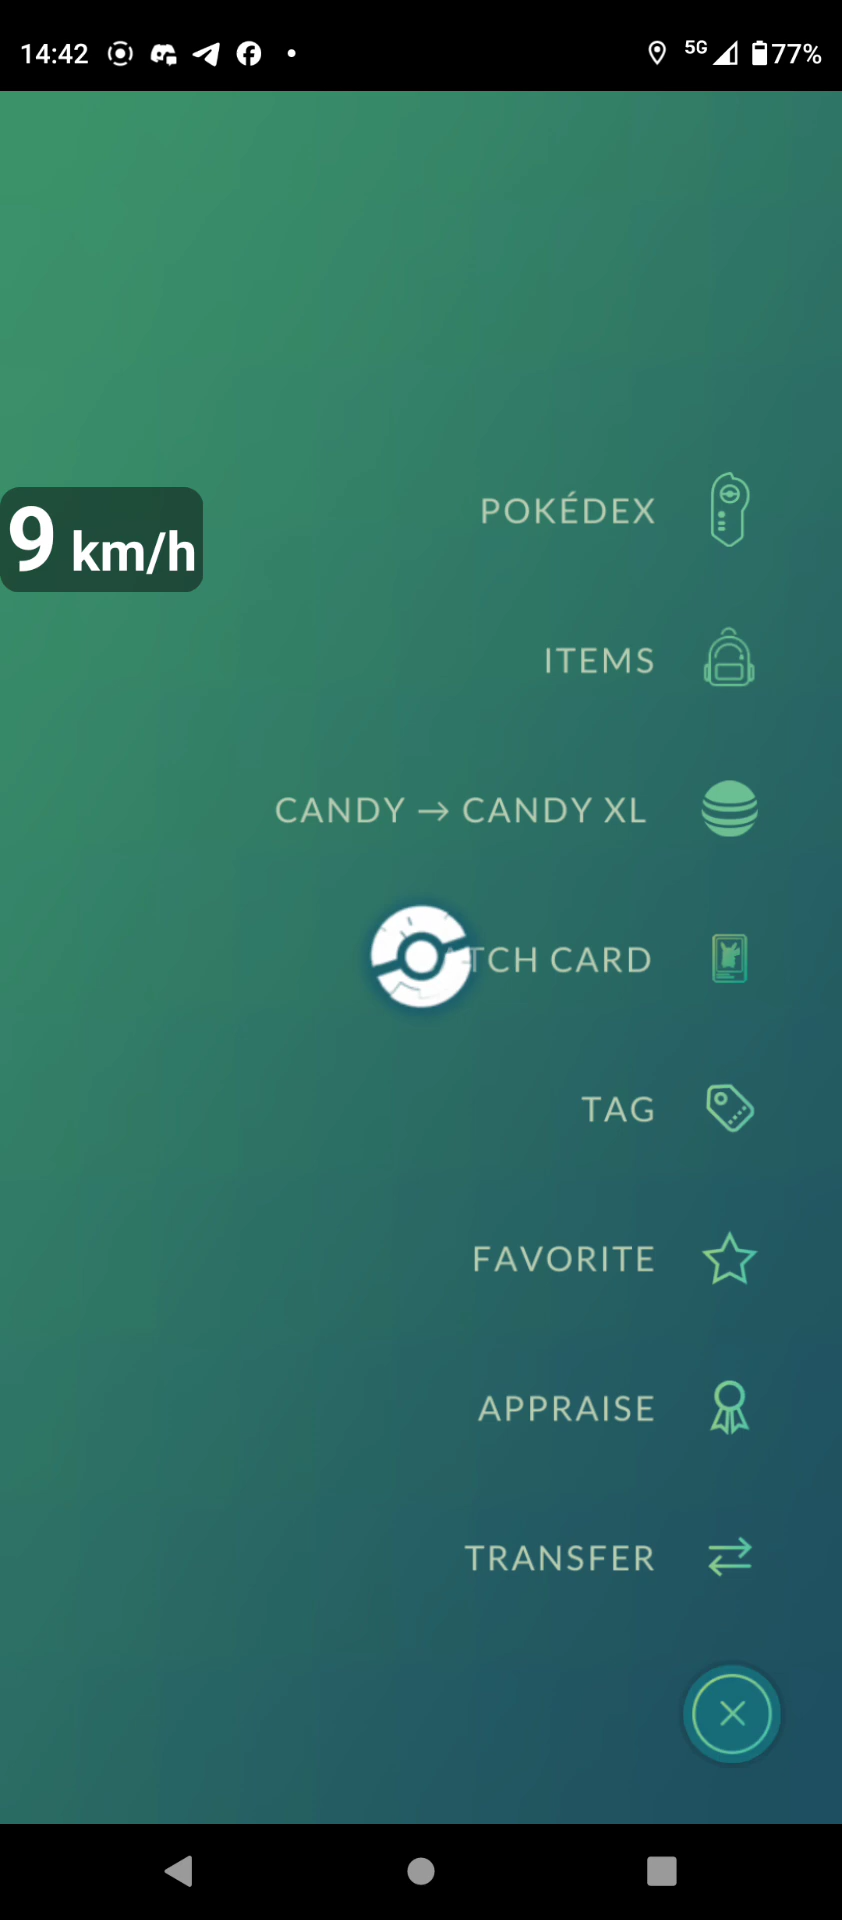 14:42 5G 77%
POKÉDEX
9 km/h
ITEMS
CANDY → CANDY XL
TCH CARD
TAG
FAVORITE
APPRAISE
TRANSFER